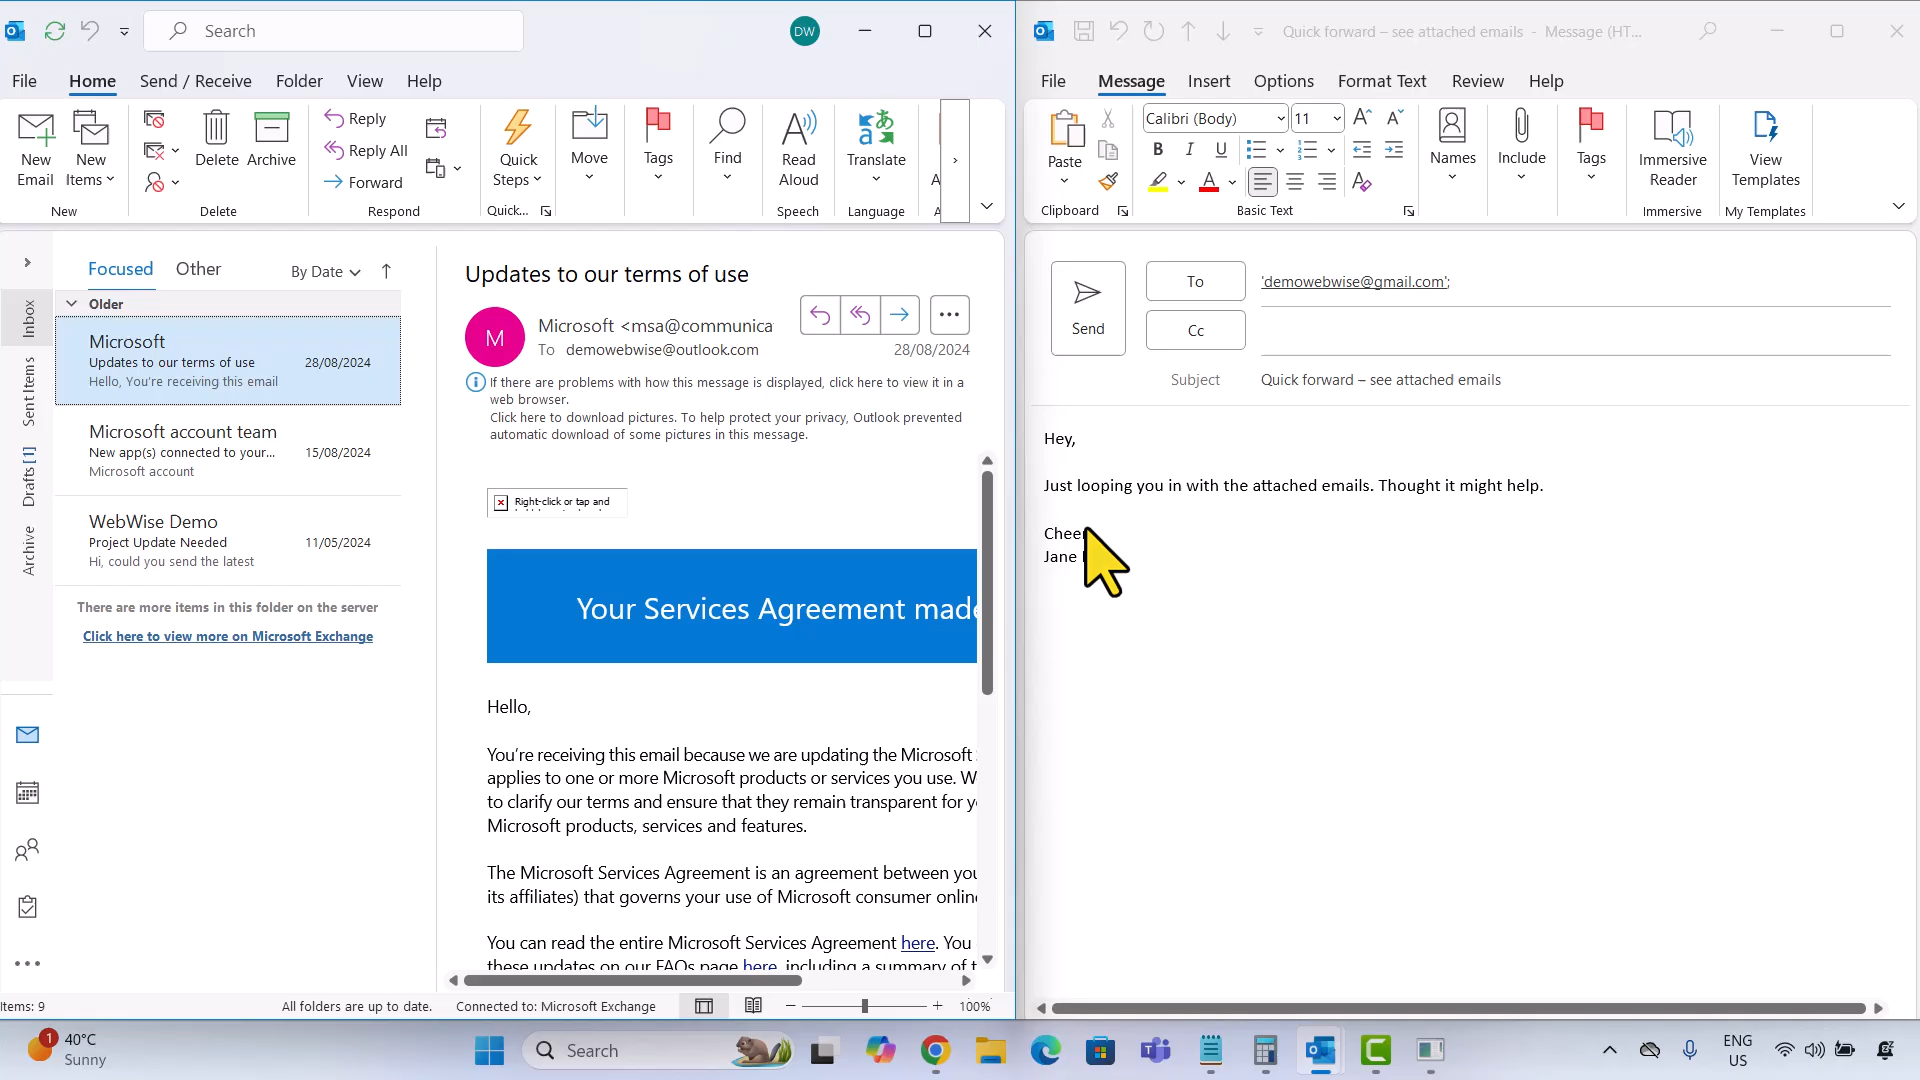 Search
DW
File Home Send / Receive Folder View Help
New Email
New Items
New
Delete
Archive
Delete
Reply
Reply All
Forward
Respond
Quick Steps
Quick...
Move
Tags
Find
Read Aloud
Speech
Translate
Language
A
A
Inbox
Sent Items
Drafts [1]
Archive
Focused Other By Date
Older
Microsoft
Updates to our terms of use 28/08/2024
Hello, You're receiving this email
Microsoft account team
New app(s) connected to your... 15/08/2024
Microsoft account
WebWise Demo
Project Update Needed 11/05/2024
Hi, could you send the latest
There are more items in this folder on the server
Click here to view more on Microsoft Exchange
Updates to our terms of use
M
Microsoft <msa@communica
To demowebwise@outlook.com 28/08/2024
If there are problems with how this message is displayed, click here to view it in a
web browser.
Click here to download pictures. To help protect your privacy, Outlook prevented
automatic download of some pictures in this message.
Right-click or tap and
Your Services Agreement made
Hello,
You're receiving this email because we are updating the Microsoft
applies to one or more Microsoft products or services you use. W
to clarify our terms and ensure that they remain transparent for y
Microsoft products, services and features.
The Microsoft Services Agreement is an agreement between you
its affiliates) that governs your use of Microsoft consumer onlin
You can read the entire Microsoft Services Agreement here. You
these updates on our FAQs page here, including a summary of t
Items: 9 All folders are up to date. Connected to: Microsoft Exchange 100%
Quick forward – see attached emails - Message (HT...
File Message Insert Options Format Text Review Help
Paste
Clipboard
Calibri (Body) 11
B I U
Basic Text
Names
Include
Tags
Immersive Reader
Immersive
View Templates
My Templates
Send
To 'demowebwise@gmail.com';
Cc
Subject Quick forward – see attached emails
Hey,
Just looping you in with the attached emails. Thought it might help.
Chee
Jane
1
40°C
Sunny
Search
ENG
US